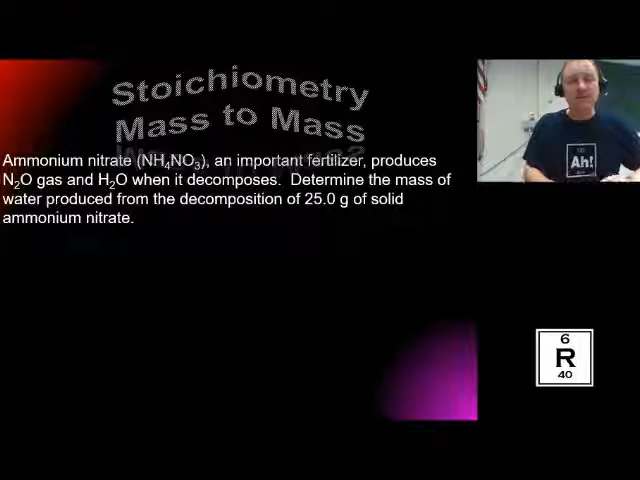 Stoichiometry
Mass to Mass
Ammonium nitrate (NH₄NO₃), an important fertilizer, produces
N₂O gas and H₂O when it decomposes. Determine the mass of
water produced from the decomposition of 25.0 g of solid
ammonium nitrate.
Ah!
6
R
40